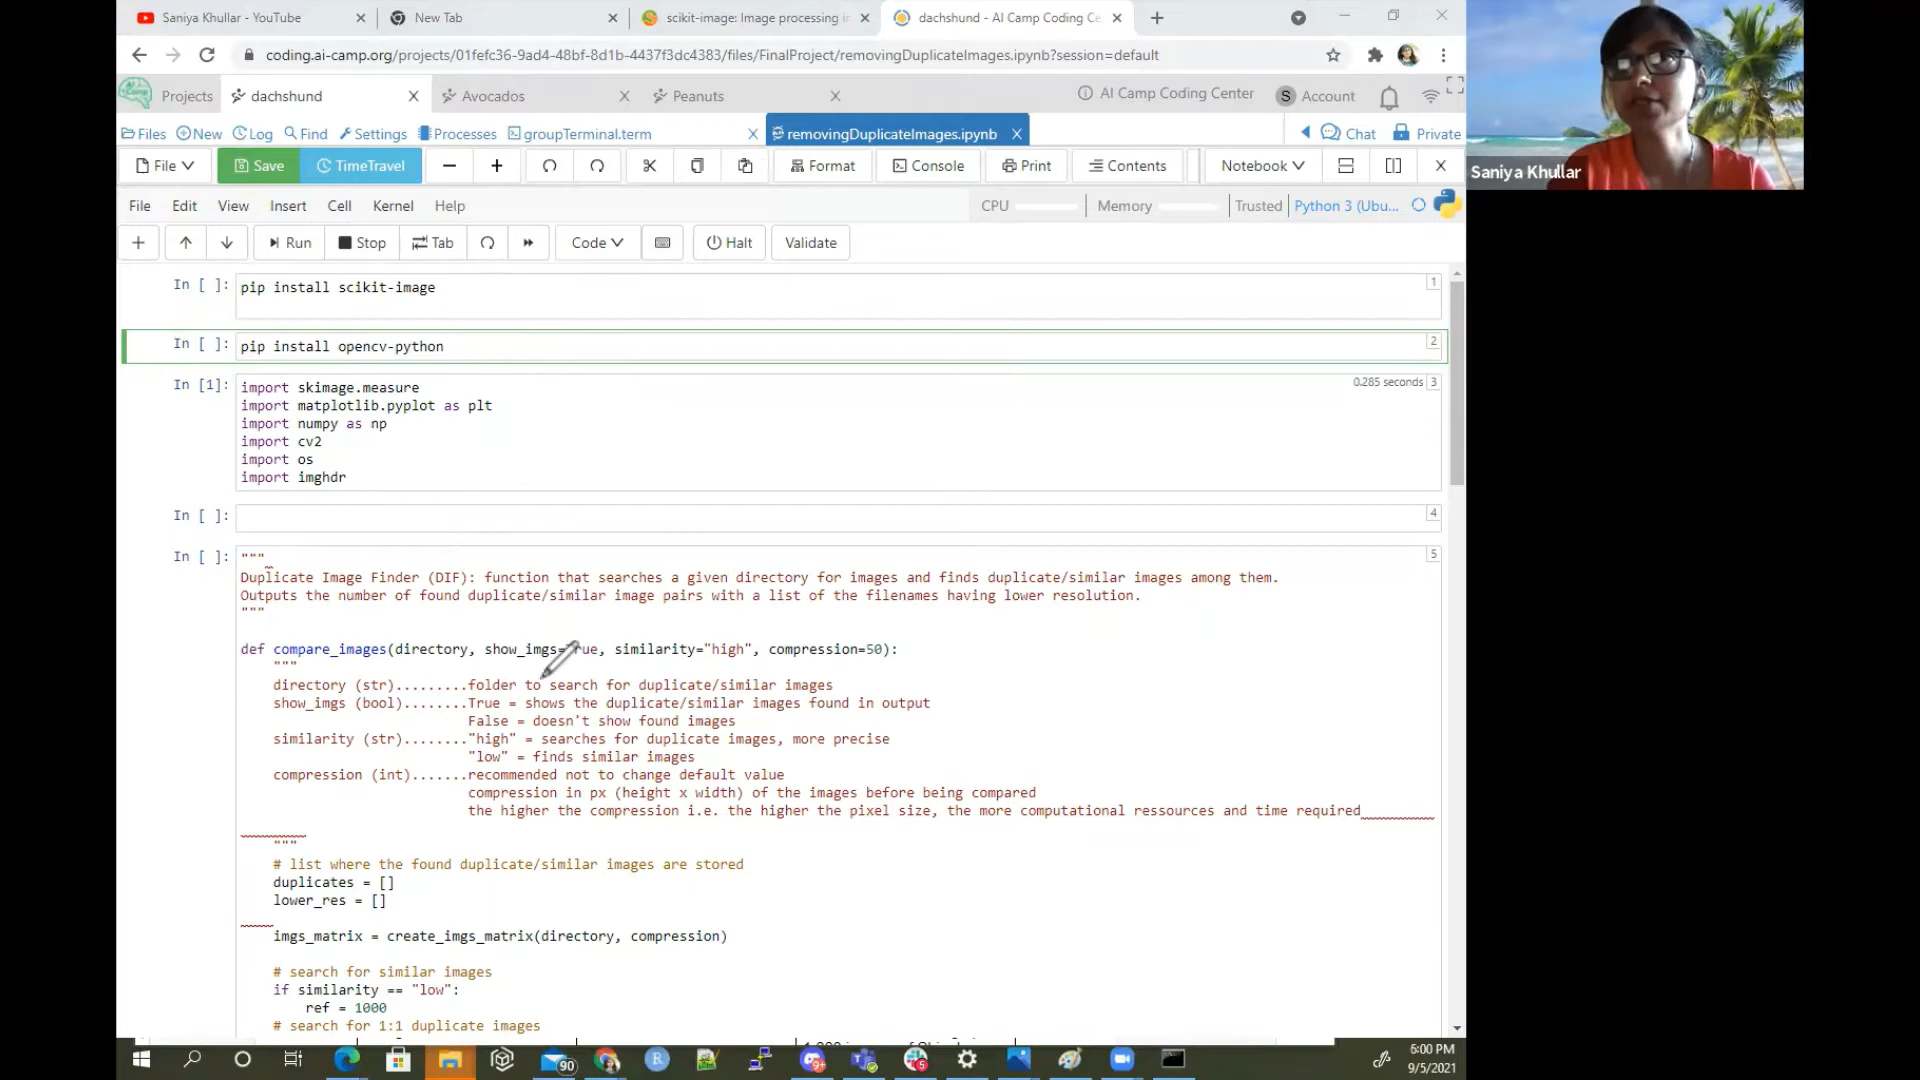 Saniya Khullar - YouTube
New Tab
scikit-image: Image processing in
dachshund - AI Camp Coding Ce
coding.ai-camp.org/projects/01fefc36-9ad4-48bf-8d1b-4437f3dc4383/files/FinalProject/removingDuplicateImages.ipynb?session=default
Projects
dachshund
Avocados
Peanuts
AI Camp Coding Center
S
Account
Files
New
Log
Find
Settings
Processes
groupTerminal.term
removingDuplicateImages.ipynb
Chat
Private
Saniya Khullar
File
Save
TimeTravel
Format
Console
Print
Contents
Notebook
File
Edit
View
Insert
Cell
Kernel
Help
CPU
Memory
Trusted
Python 3 (Ubu...
Run
Stop
Tab
Code
Halt
Validate
In [ ]:
pip install scikit-image
1
In [ ]:
pip install opencv-python
2
In [1]:
import skimage.measure
0.285 seconds
3
import matplotlib.pyplot as plt
import numpy as np
import cv2
import os
import imghdr
In [ ]:
4
In [ ]:
"""
5
Duplicate Image Finder (DIF): function that searches a given directory for images and finds duplicate/similar images among them.
Outputs the number of found duplicate/similar image pairs with a list of the filenames having lower resolution.
"""
def compare_images(directory, show_imgs=True, similarity="high", compression=50):
"""
directory (str).........folder to search for duplicate/similar images
show_imgs (bool)........True = shows the duplicate/similar images found in output
False = doesn't show found images
similarity (str)........"high" = searches for duplicate images, more precise
"low" = finds similar images
compression (int).......recommended not to change default value
compression in px (height x width) of the images before being compared
the higher the compression i.e. the higher the pixel size, the more computational ressources and time required
"""
# list where the found duplicate/similar images are stored
duplicates = []
lower_res = []
imgs_matrix = create_imgs_matrix(directory, compression)
# search for similar images
if similarity == "low":
ref = 1000
# search for 1:1 duplicate images
90
5:00 PM
9/5/2021